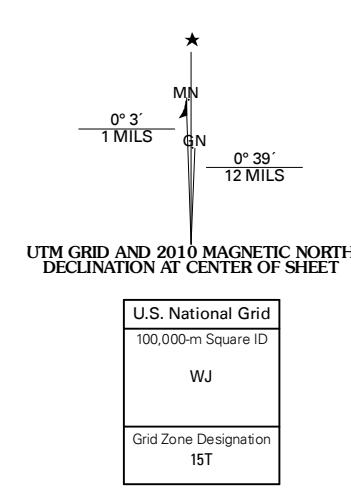 ★
MN
0° 3´
1 MILS
GN
0° 39´
12 MILS
UTM GRID AND 2010 MAGNETIC NORTH
DECLINATION AT CENTER OF SHEET
U.S. National Grid
100,000-m Square ID
WJ
Grid Zone Designation
15T